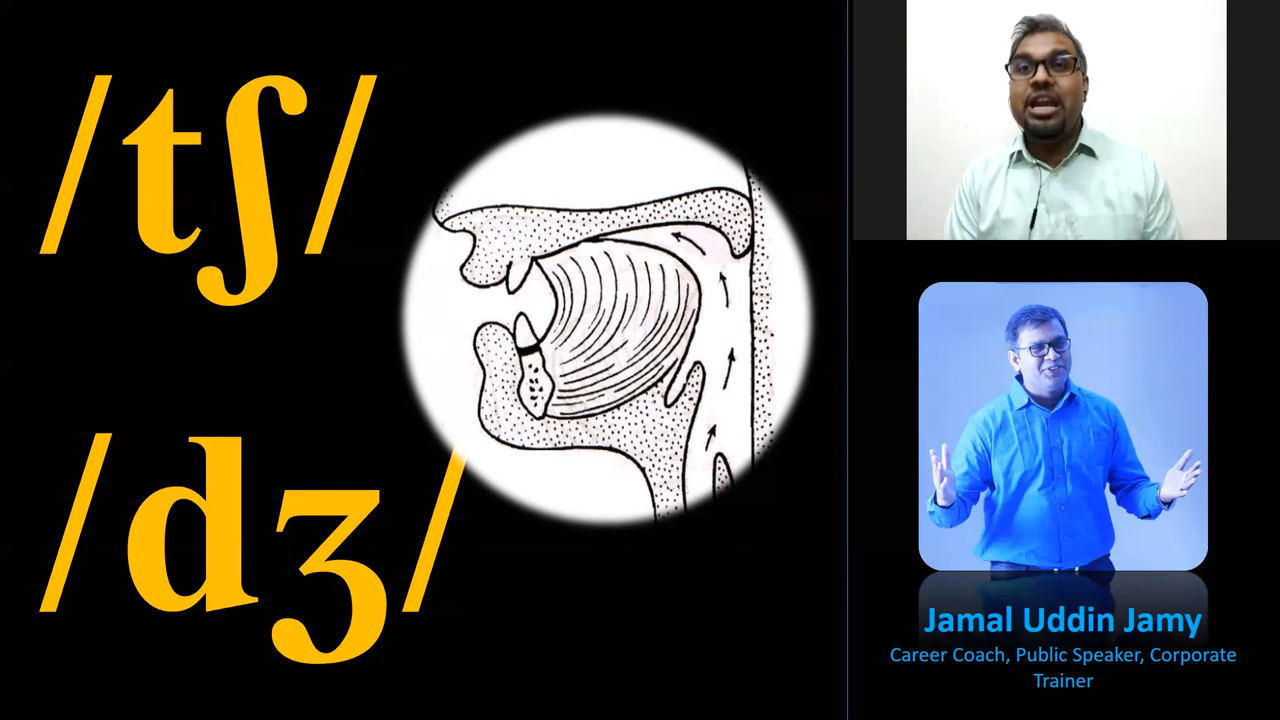 /tʃ/
/dʒ/
Jamal Uddin Jamy
Career Coach, Public Speaker, Corporate
Trainer